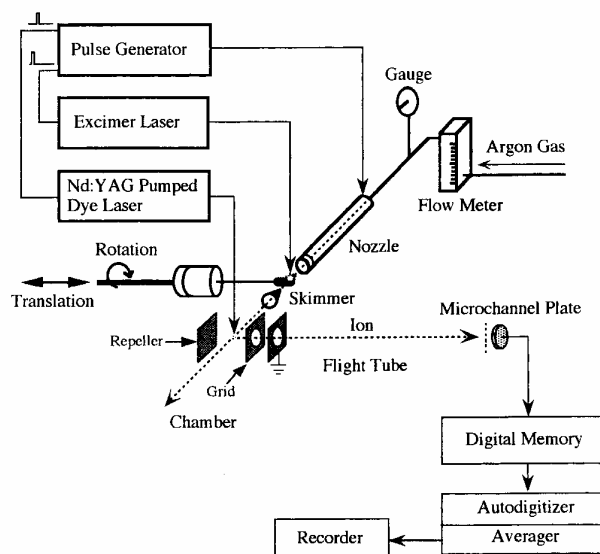 Pulse Generator
Gauge
Excimer Laser
Argon Gas
Nd:YAG Pumped
Dye Laser
Flow Meter
Nozzle
Rotation
Translation
Skimmer
Microchannel Plate
Repeller
Ion
Flight Tube
Grid
Chamber
Digital Memory
Autodigitizer
Averager
Recorder